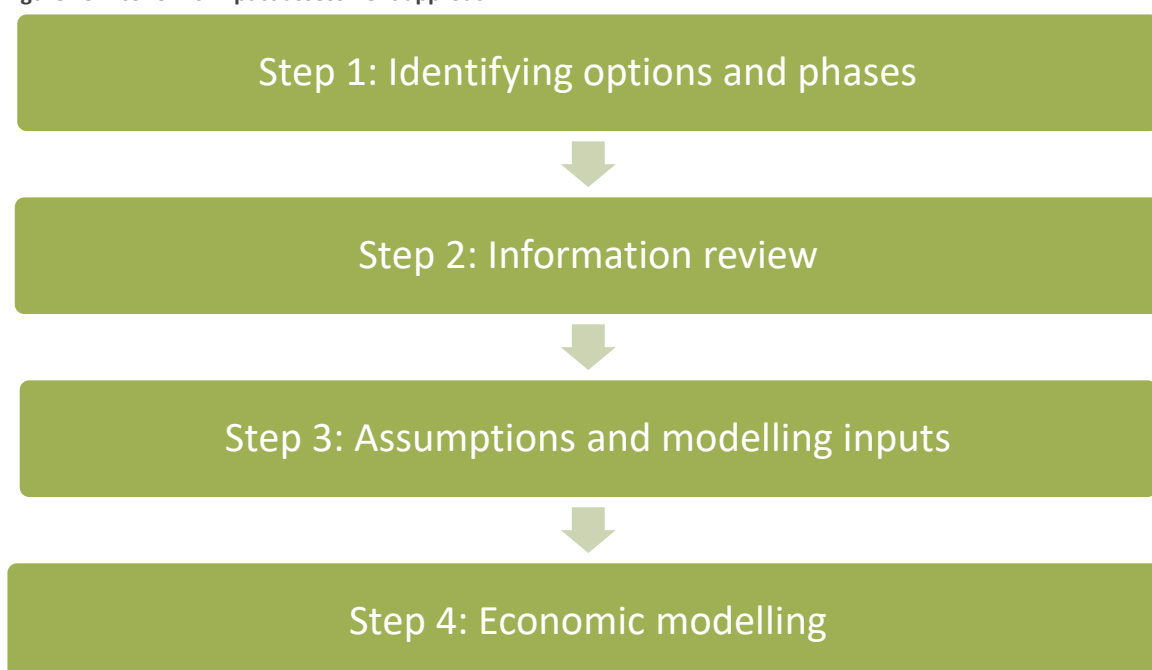 Step 1: Identifying options and phases
Step 2: Information review
Step 3: Assumptions and modelling inputs
Step 4: Economic modelling